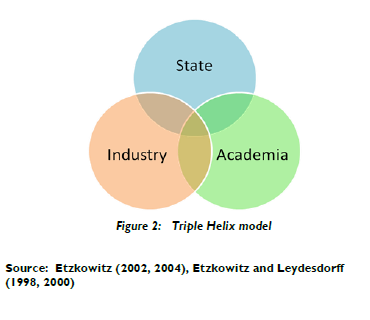 State
Industry
Academia
Figure 2: Triple Helix model
Source: Etzkowitz (2002, 2004), Etzkowitz and Leydesdorff
(1998, 2000)